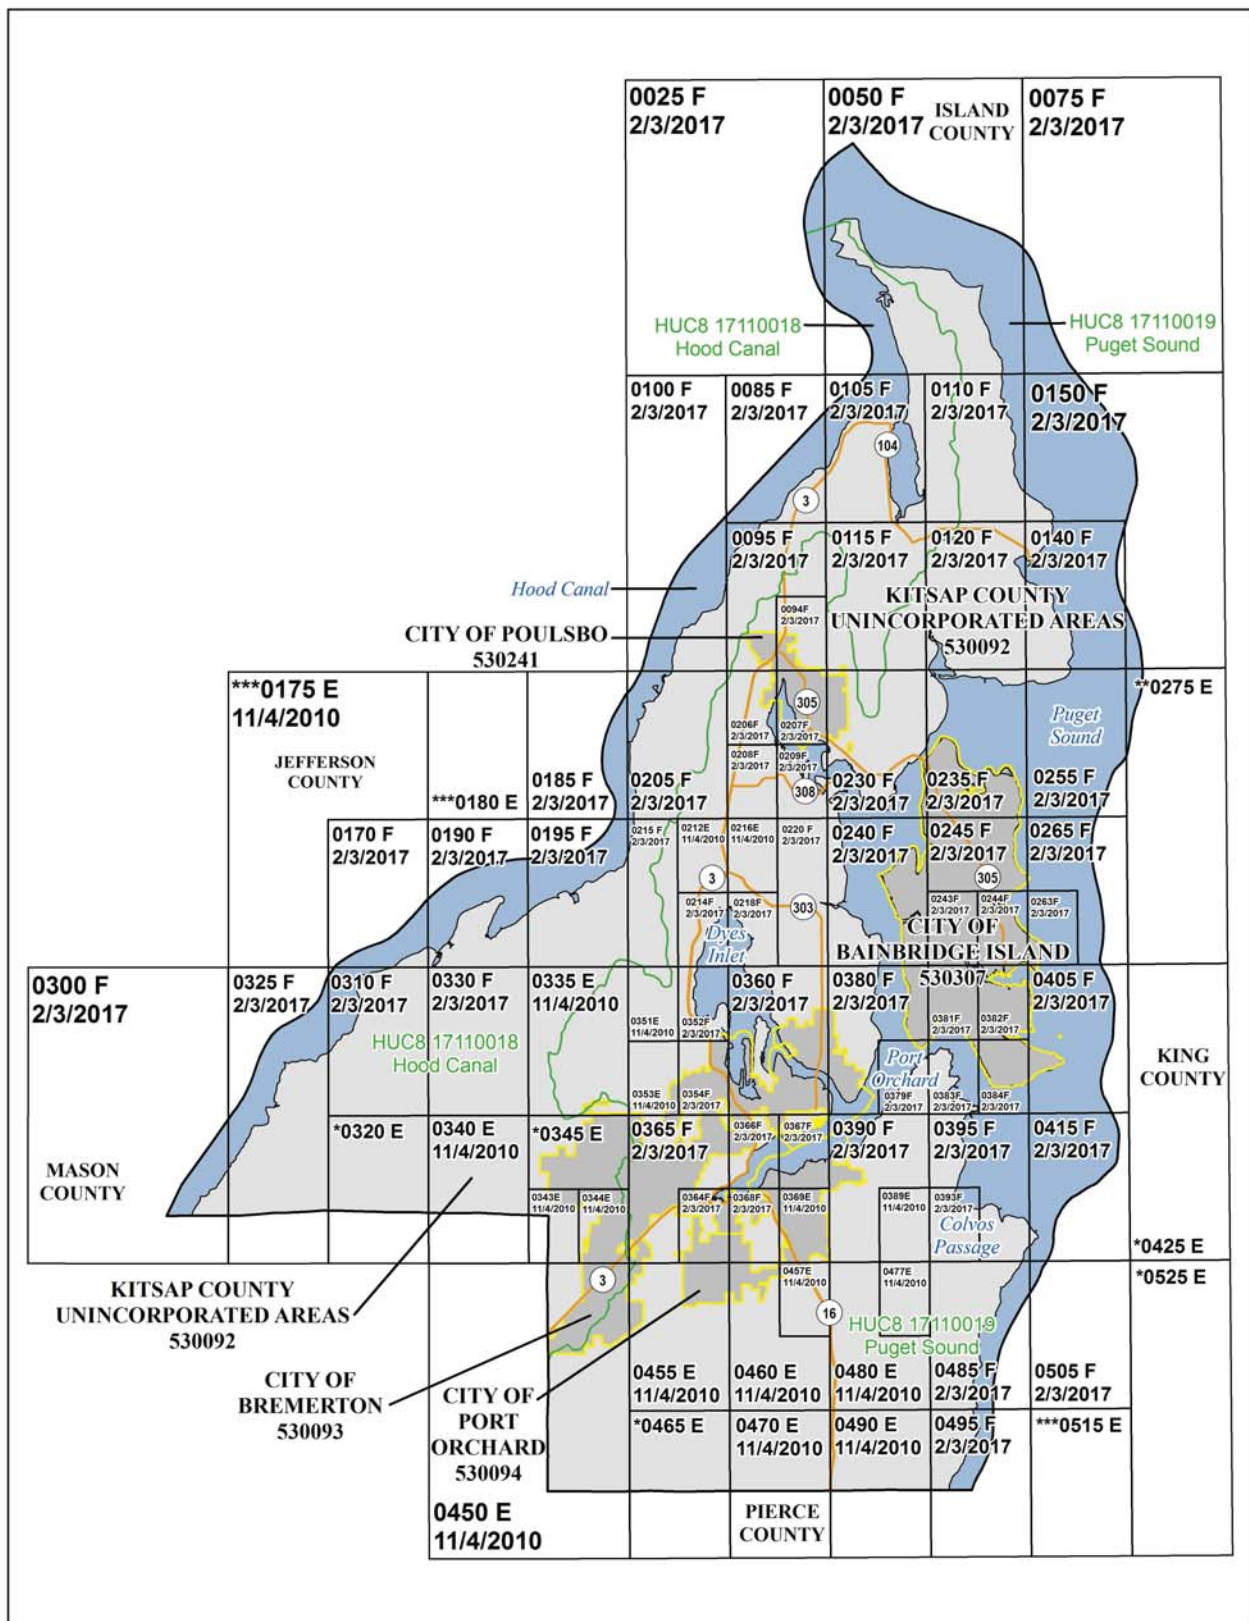 0025 F
2/3/2017
0050 F
2/3/2017
ISLAND
COUNTY
0075 F
2/3/2017
HUC8 17110018
Hood Canal
HUC8 17110019
Puget Sound
0100 F
2/3/2017
0085 F
2/3/2017
0105 F
2/3/2017
0110 F
2/3/2017
0150 F
2/3/2017
104
3
0095 F
2/3/2017
0115 F
2/3/2017
0120 F
2/3/2017
0140 F
2/3/2017
Hood Canal
0094F
2/3/2017
KITSAP COUNTY
UNINCORPORATED AREAS
530092
CITY OF POULSBO
530241
***0175 E
11/4/2010
**0275 E
305
Puget
Sound
0206F
2/3/2017
0207F
2/3/2017
JEFFERSON
COUNTY
0208F
2/3/2017
0209F
2/3/2017
***0180 E
0185 F
2/3/2017
0205 F
2/3/2017
308
0230 F
2/3/2017
0235 F
2/3/2017
0255 F
2/3/2017
0170 F
2/3/2017
0190 F
2/3/2017
0195 F
2/3/2017
0215 F
2/3/2017
0212E
11/4/2010
0216E
11/4/2010
0220 F
2/3/2017
0240 F
2/3/2017
0245 F
2/3/2017
0265 F
2/3/2017
3
305
0214F
2/3/2017
0218F
2/3/2017
303
0243F
2/3/2017
0244F
2/3/2017
0263F
2/3/2017
Dyes
Inlet
CITY OF
BAINBRIDGE ISLAND
530307
0300 F
2/3/2017
0325 F
2/3/2017
0310 F
2/3/2017
0330 F
2/3/2017
0335 E
11/4/2010
0360 F
2/3/2017
0380 F
2/3/2017
0405 F
2/3/2017
0351E
11/4/2010
0352F
2/3/2017
0381F
2/3/2017
0382F
2/3/2017
HUC8 17110018
Hood Canal
Port
Orchard
KING
COUNTY
0353E
11/4/2010
0354F
2/3/2017
0379F
2/3/2017
0383F
2/3/2017
0384F
2/3/2017
*0320 E
0340 E
11/4/2010
*0345 E
0365 F
2/3/2017
0366F
2/3/2017
0367F
2/3/2017
0390 F
2/3/2017
0395 F
2/3/2017
0415 F
2/3/2017
MASON
COUNTY
0343E
11/4/2010
0344E
11/4/2010
0364F
2/3/2017
0368F
2/3/2017
0369E
11/4/2010
0389E
11/4/2010
0393F
2/3/2017
Colvos
Passage
*0425 E
3
0457E
11/4/2010
0477E
11/4/2010
*0525 E
KITSAP COUNTY
UNINCORPORATED AREAS
530092
16
HUC8 17110019
Puget Sound
CITY OF
BREMERTON
530093
CITY OF
PORT
ORCHARD
530094
0455 E
11/4/2010
0460 E
11/4/2010
0480 E
11/4/2010
0485 F
2/3/2017
0505 F
2/3/2017
*0465 E
0470 E
11/4/2010
0490 E
11/4/2010
0495 F
2/3/2017
***0515 E
0450 E
11/4/2010
PIERCE
COUNTY